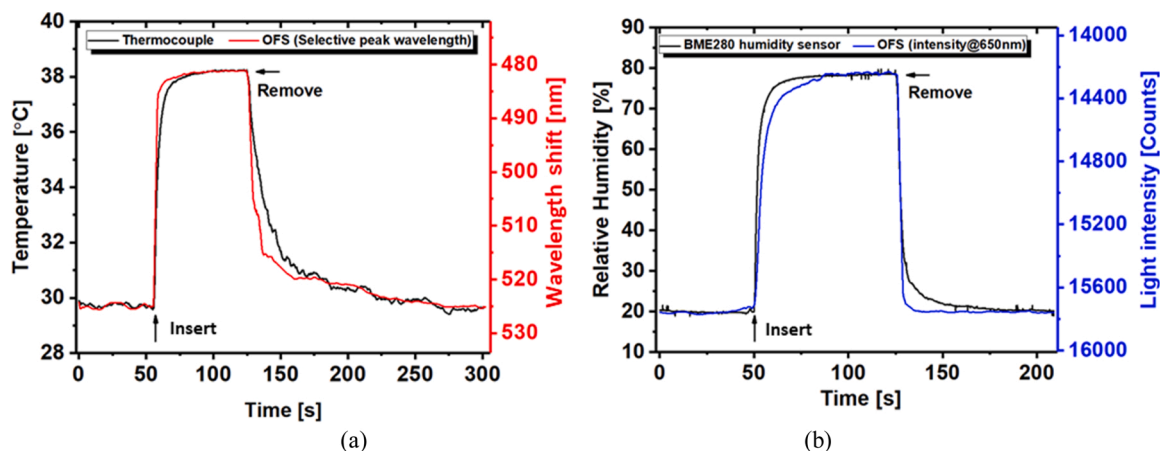 Thermocouple OFS (Selective peak wavelength)
Temperature [°C]
40
38
36
34
32
30
28
Wavelength shift [nm]
480
490
500
510
520
525
Remove
Insert
0 50 100 150 200 250 300
Time [s]
(a)
BME280 humidity sensor OFS (intensity@650nm)
Relative Humidity [%]
90
80
70
60
50
40
30
20
10
Light intensity [Counts]
14000
14400
14800
15200
15600
16000
Remove
Insert
0 50 100 150 200
Time [s]
(b)